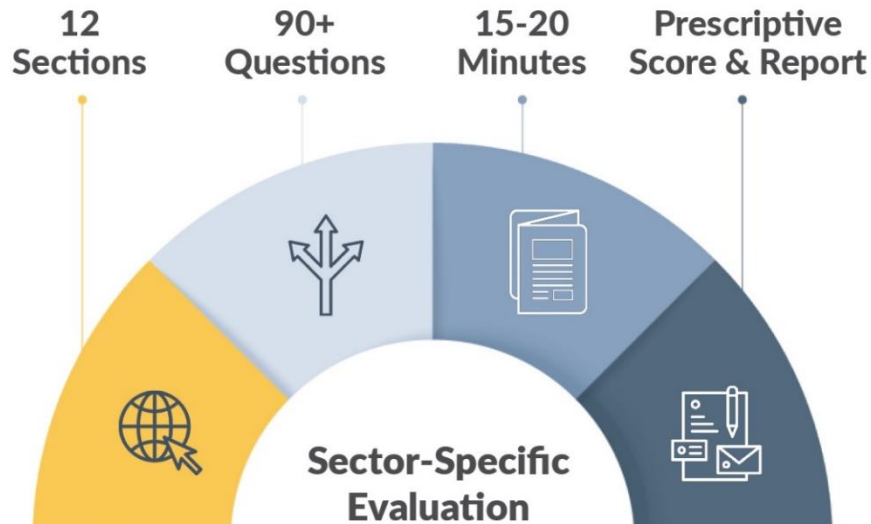 12
Sections
90+
Questions
15-20
Minutes
Prescriptive
Score & Report
Sector-Specific
Evaluation